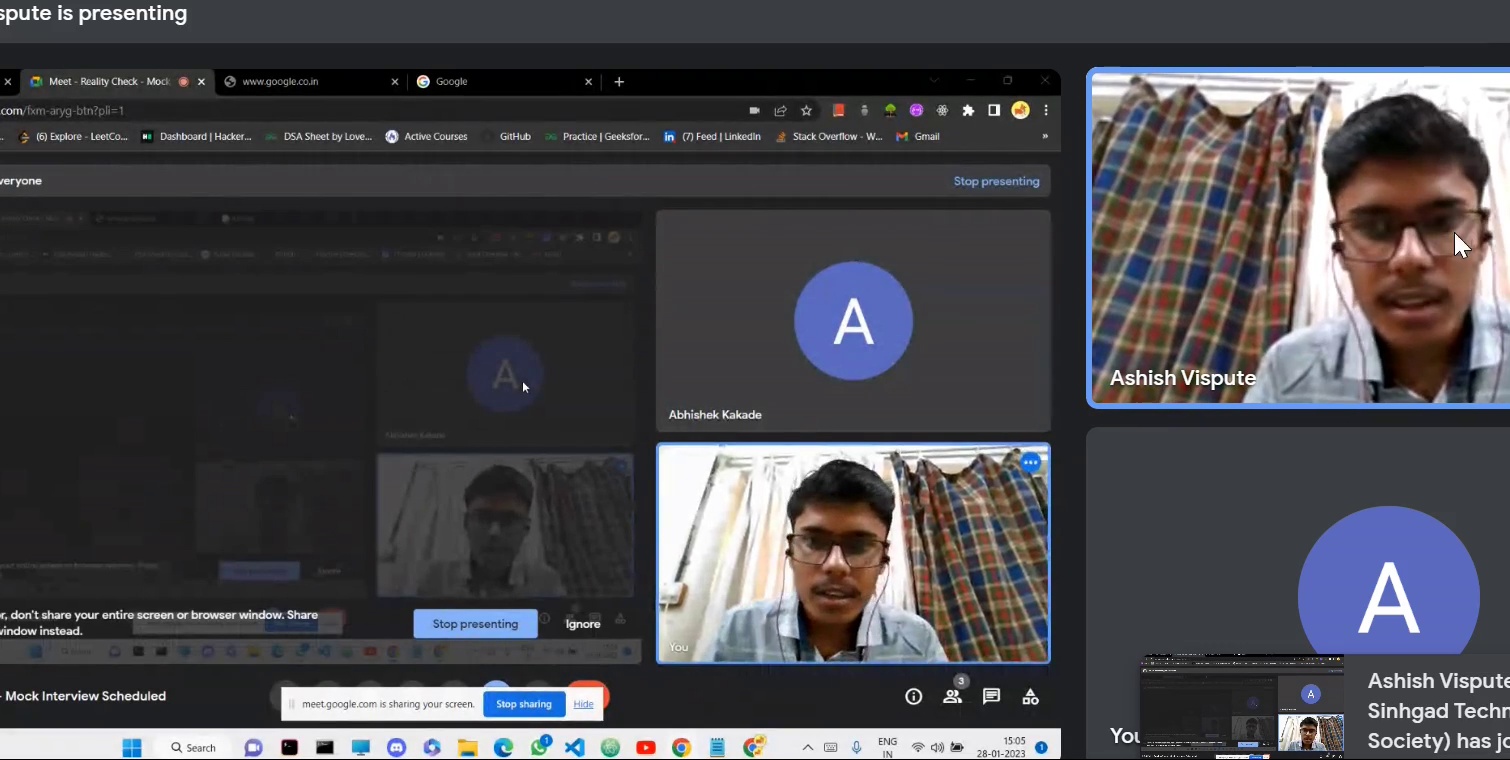 spute is presenting
Meet - Reality Check - Mock
www.google.co.in
Google
.com/fxm-aryg-btn?pli=1
(6) Explore - LeetCo...
Dashboard | Hacker...
DSA Sheet by Love...
Active Courses
GitHub
Practice | Geeksfor...
(7) Feed | LinkedIn
Stack Overflow - W...
Gmail
»
veryone
Stop presenting
A
Abhishek Kakade
A
r, don't share your entire screen or browser window. Share
window instead.
Stop presenting
Ignore
You
- Mock Interview Scheduled
3
meet.google.com is sharing your screen.
Stop sharing
Hide
Search
1
ENG
IN
15:05
28-01-2023
1
Ashish Vispute
A
You
Ashish Vispute
Sinhgad Techn
Society) has jo